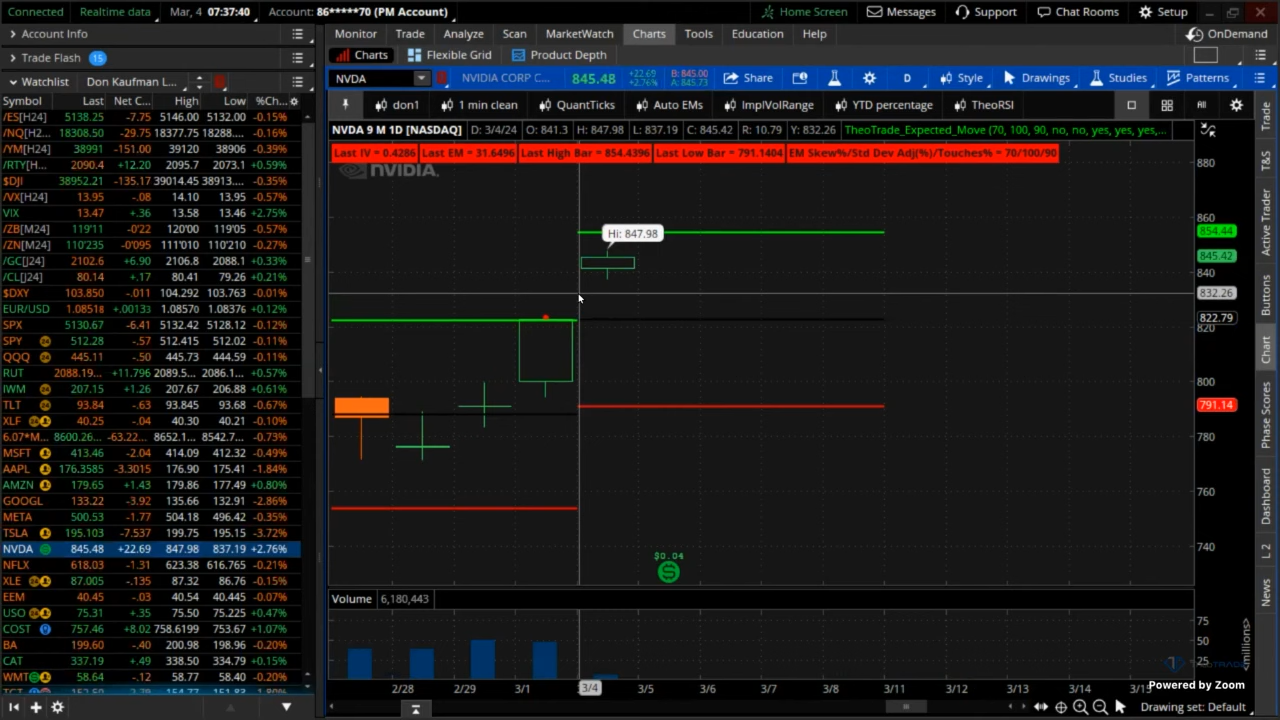 Connected Realtime data Mar, 4 07:37:40 Account: 86*****70 (PM Account) Home Screen Messages Support Chat Rooms Setup
Account Info
Monitor Trade Analyze Scan MarketWatch Charts Tools Education Help OnDemand
Trade Flash 15
Charts Flexible Grid Product Depth
Watchlist Don Kaufman L...
NVDA NVIDIA CORP C... 845.48 +22.69 +2.76% B: 845.00 A: 845.73 Share D Style Drawings Studies Patterns
Symbol Last Net C... High Low %Ch...
don1 1 min clean QuantTicks Auto EMs ImplVolRange YTD percentage TheoRSI All
NVDA 9 M 1D [NASDAQ] D: 3/4/24 O: 841.3 H: 847.98 L: 837.19 C: 845.42 R: 10.79 Y: 832.26 TheoTrade_Expected_Move (70, 100, 90, no, no, yes, yes, yes,...
Last IV = 0.4286 Last EM = 31.6496 Last High Bar = 854.4396 Last Low Bar = 791.1404 EM Skew%/Std Dev Adj(%)/Touches% = 70/100/90
NVIDIA.
/ES[H24] 5138.25 -7.75 5146.00 5132.00 -0.15%
/NQ[H2... 18308.50 -29.75 18377.75 18288.... -0.16%
/YM[H24] 38991 -151.00 39120 38906 -0.39%
/RTY[H... 2090.4 +12.20 2095.7 2073.1 +0.59%
$DJI 38952.21 -135.17 39014.45 38913.... -0.35%
/VX[H24] 13.95 -.08 14.10 13.95 -0.57%
VIX 13.47 +.36 13.58 13.46 +2.75%
/ZB[M24] 119'11 -0'22 120'00 119'05 -0.57%
/ZN[M24] 110'235 -0'095 111'010 110'210 -0.27%
/GC[J24] 2102.6 +6.90 2106.8 2088.1 +0.33%
/CL[J24] 80.14 +.17 80.41 79.26 +0.21%
$DXY 103.850 -.011 104.292 103.763 -0.01%
EUR/USD 1.08518 +.00133 1.08570 1.08376 +0.12%
SPX 5130.67 -6.41 5132.42 5128.12 -0.12%
SPY 512.28 -.57 512.415 512.02 -0.11%
QQQ 445.11 -.50 445.73 444.59 -0.11%
RUT 2088.19... +11.796 2089.5... 2086.1... +0.57%
IWM 207.15 +1.26 207.67 206.88 +0.61%
TLT 93.84 -.63 93.845 93.68 -0.67%
XLF 40.25 -.04 40.30 40.21 -0.10%
6.07*M... 8600.26... -63.22... 8652.1... 8542.7... -0.73%
MSFT 413.46 -2.04 414.09 412.32 -0.49%
AAPL 176.3585 -3.3015 176.90 175.41 -1.84%
AMZN 179.65 +1.43 179.86 177.49 +0.80%
GOOGL 133.22 -3.92 135.66 132.91 -2.86%
META 500.53 -1.77 504.18 496.42 -0.35%
TSLA 195.103 -7.537 199.75 195.15 -3.72%
NVDA 845.48 +22.69 847.98 837.19 +2.76%
NFLX 618.03 -1.31 623.38 616.765 -0.21%
XLE 87.005 -.135 87.32 86.76 -0.15%
EEM 40.45 -.03 40.54 40.445 -0.07%
USO 75.31 +.35 75.50 75.225 +0.47%
COST 757.46 +8.02 758.6199 753.67 +1.07%
BA 199.60 -.40 200.98 198.96 -0.20%
CAT 337.19 +.49 338.50 334.79 +0.15%
WMT 58.64 -.12 58.77 58.40 -0.20%
Hi: 847.98
$0.04
880
860
854.44
845.42
840
832.26
822.79
820
800
791.14
780
760
740
Volume 6,180,443
75
50
25
<millions>
2/28 2/29 3/1 3/4 3/5 3/6 3/7 3/8 3/11 3/12 3/13 3/14 3/15
Powered by Zoom
Drawing set: Default
Trade
T&S
Active Trader
Buttons
Chart
Phase Scores
Dashboard
L 2
News